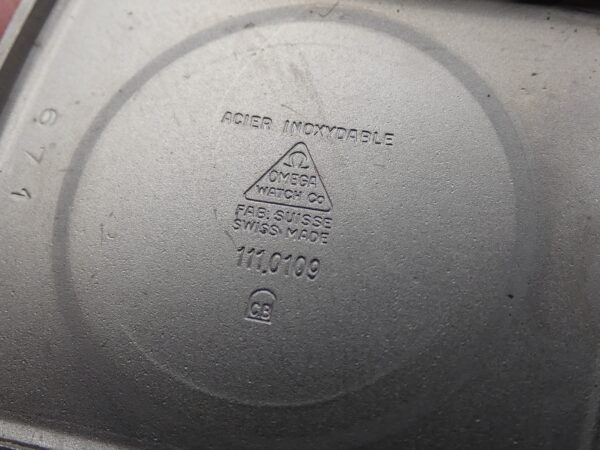 ACIER INOXYDABLE
Ω
OMEGA
WATCH Co
FAB. SUISSE
SWISS MADE
111.0109
CB
671